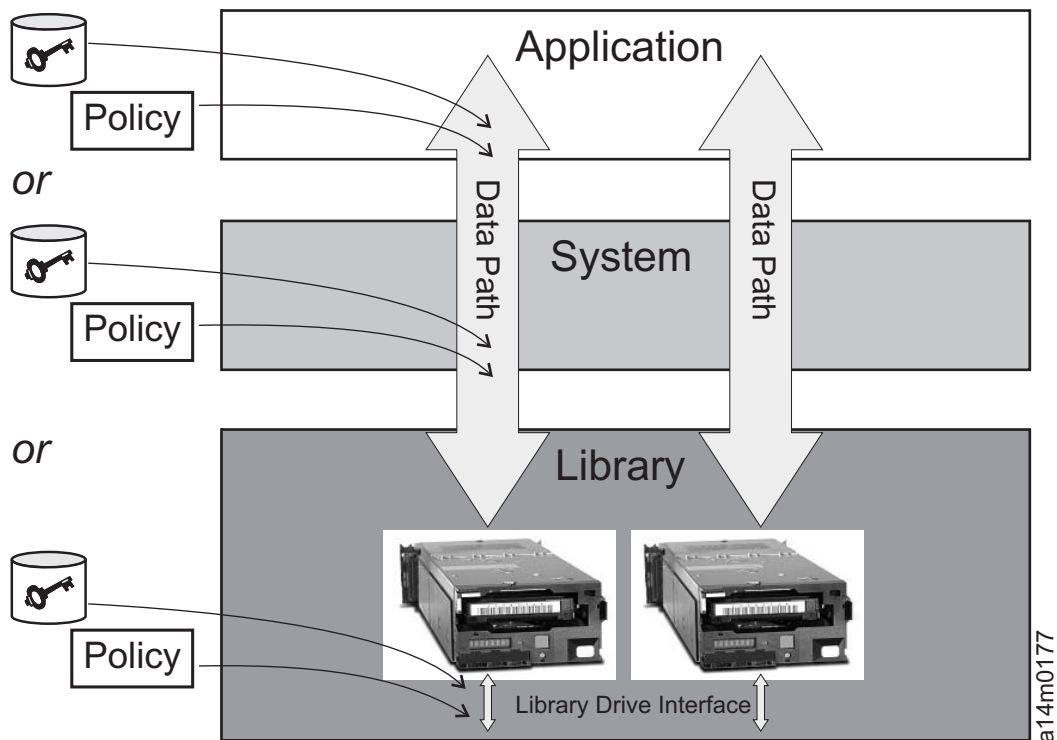 Application
Policy
or
Data Path
Data Path
System
Policy
or
Library
Policy
Library Drive Interface
a14m0177